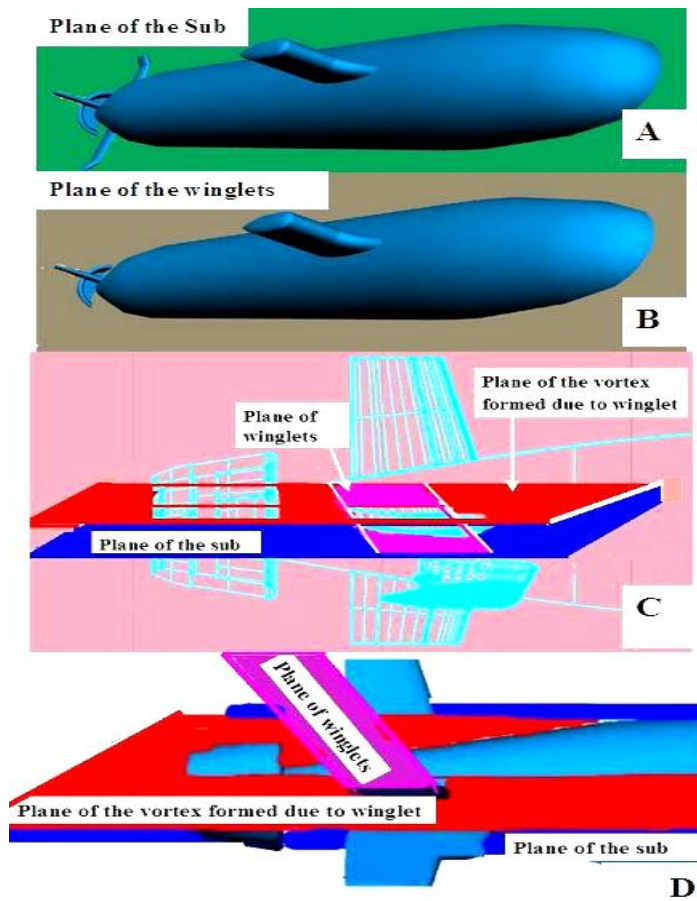 Plane of the Sub
A
Plane of the winglets
B
Plane of the vortex
formed due to winglet
Plane of
winglets
Plane of the sub
C
Plane of winglets
Plane of the vortex formed due to winglet
Plane of the sub
D